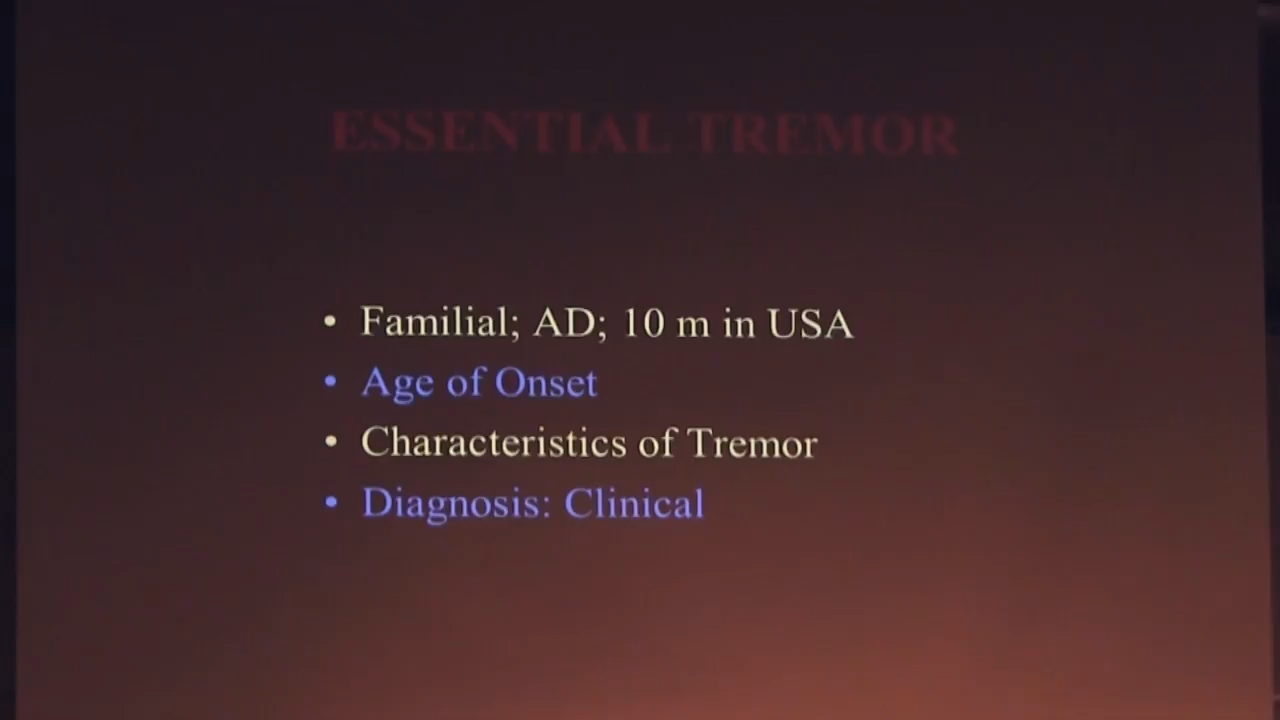 ESSENTIAL TREMOR
• Familial; AD; 10 m in USA
• Age of Onset
• Characteristics of Tremor
• Diagnosis: Clinical